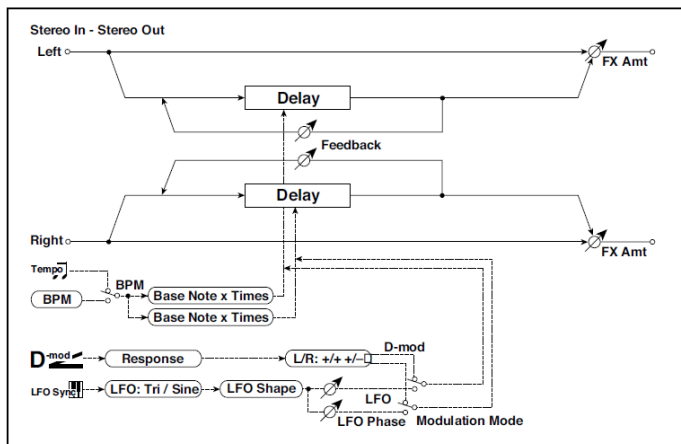 Stereo In - Stereo Out
Left
FX Amt
Delay
Feedback
Delay
Right
FX Amt
Tempo
BPM
BPM
Base Note x Times
Base Note x Times
D-mod
Response
L/R: +/+ +/–
D-mod
LFO Sync
LFO: Tri / Sine
LFO Shape
LFO
LFO Phase
Modulation Mode